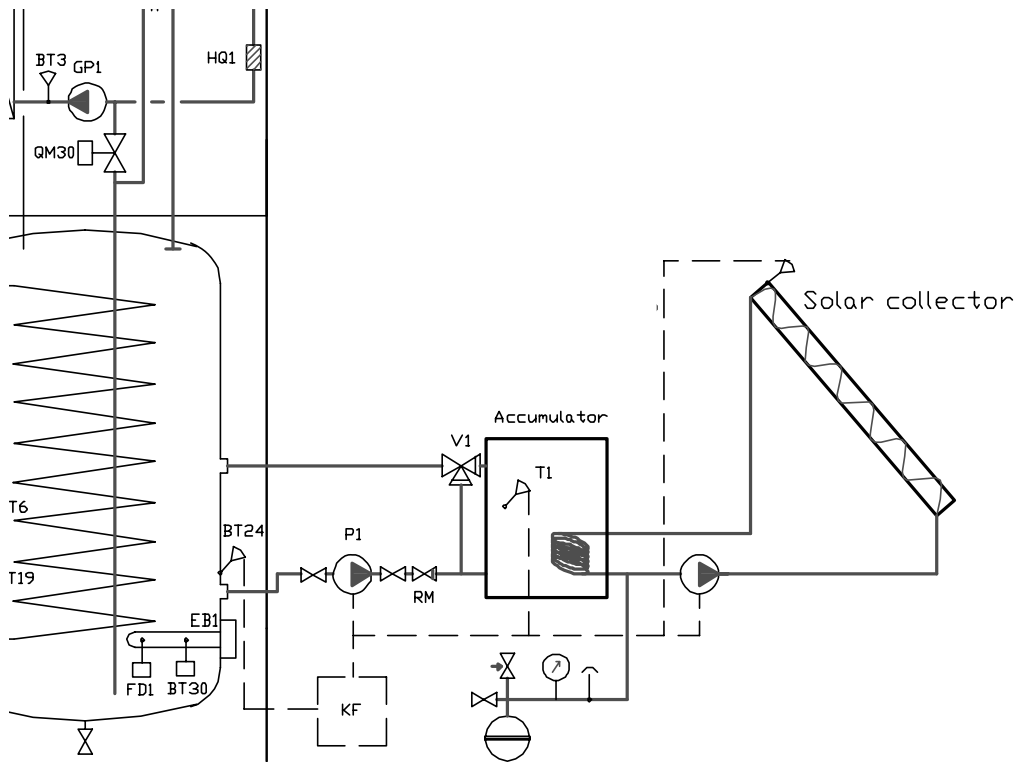 HQ1
BT3
GP1
QM30
Solar collector
Accumulator
V1
T1
T6
BT24
P1
T19
RM
EB1
FD1
BT30
KF